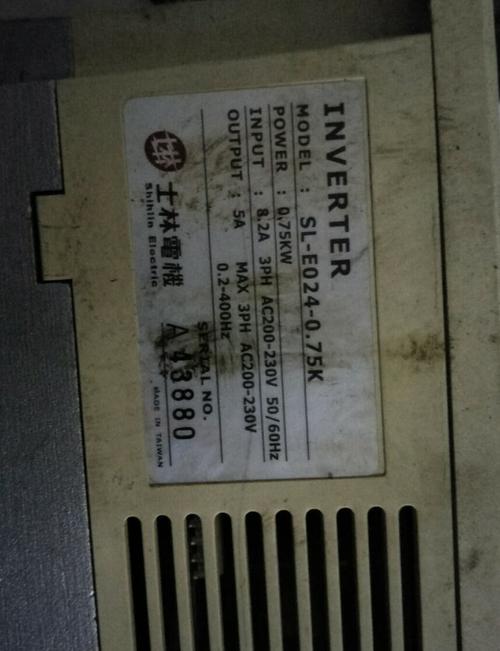 INVERTER
MODEL : SL-E024-0.75K
POWER : 0.75KW
INPUT : 8.2A 3PH AC200-230V 50/60Hz
OUTPUT : 5A MAX 3PH AC200-230V
0.2-400Hz
SERIAL NO.
士林電機 A 43880
Shihlin Electric
MADE IN TAIWAN